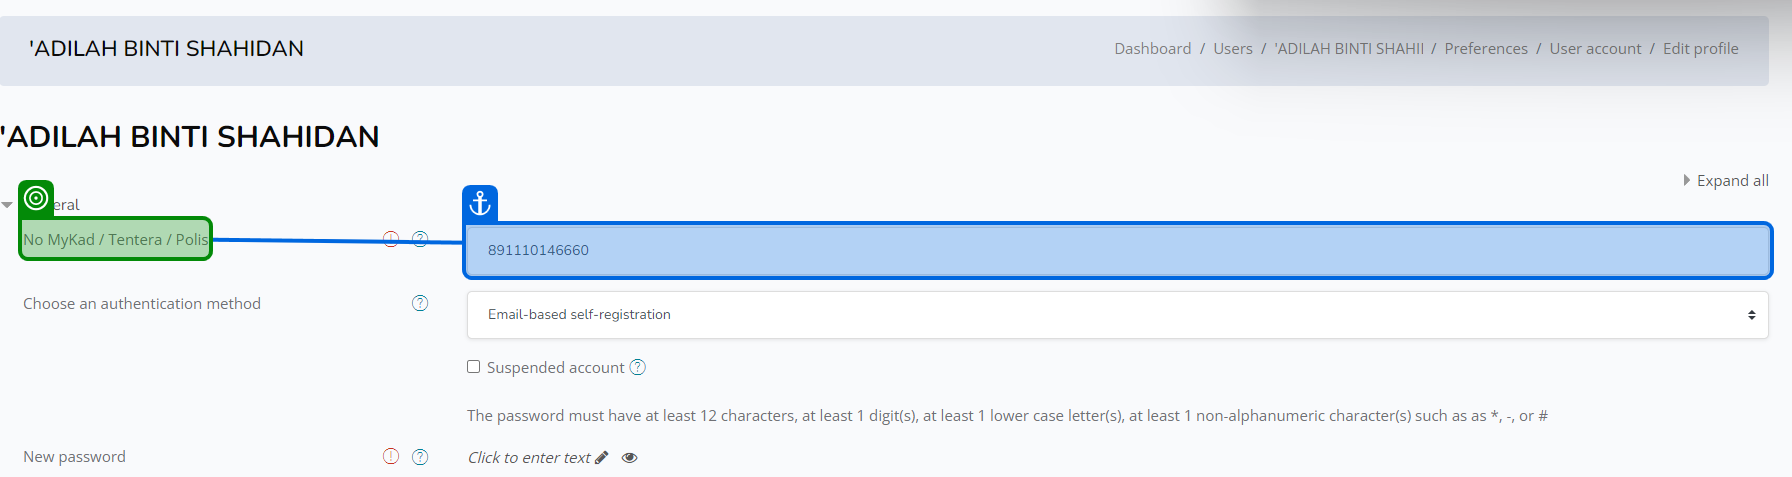 'ADILAH BINTI SHAHIDAN
Dashboard / Users / 'ADILAH BINTI SHAHII / Preferences / User account / Edit profile
'ADILAH BINTI SHAHIDAN
Expand all
eral
No MyKad / Tentera / Polis
891110146660
Choose an authentication method
Email-based self-registration
Suspended account
The password must have at least 12 characters, at least 1 digit(s), at least 1 lower case letter(s), at least 1 non-alphanumeric character(s) such as as *, -, or #
New password
Click to enter text